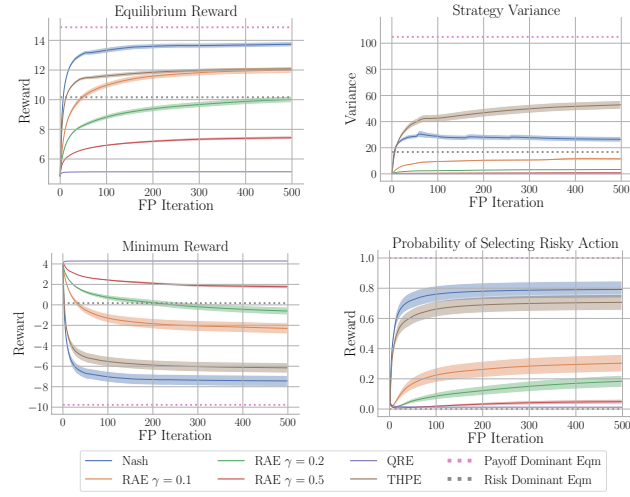 Equilibrium Reward
14
12
10
8
6
Reward
0 100 200 300 400 500
FP Iteration
Strategy Variance
100
80
60
40
20
0
Variance
0 100 200 300 400 500
FP Iteration
Minimum Reward
4
2
0
−2
−4
−6
−8
−10
Reward
0 100 200 300 400 500
FP Iteration
Probability of Selecting Risky Action
1.0
0.8
0.6
0.4
0.2
0.0
Reward
0 100 200 300 400 500
FP Iteration
Nash
RAE γ = 0.2
QRE
Payoff Dominant Eqm
RAE γ = 0.1
RAE γ = 0.5
THPE
Risk Dominant Eqm